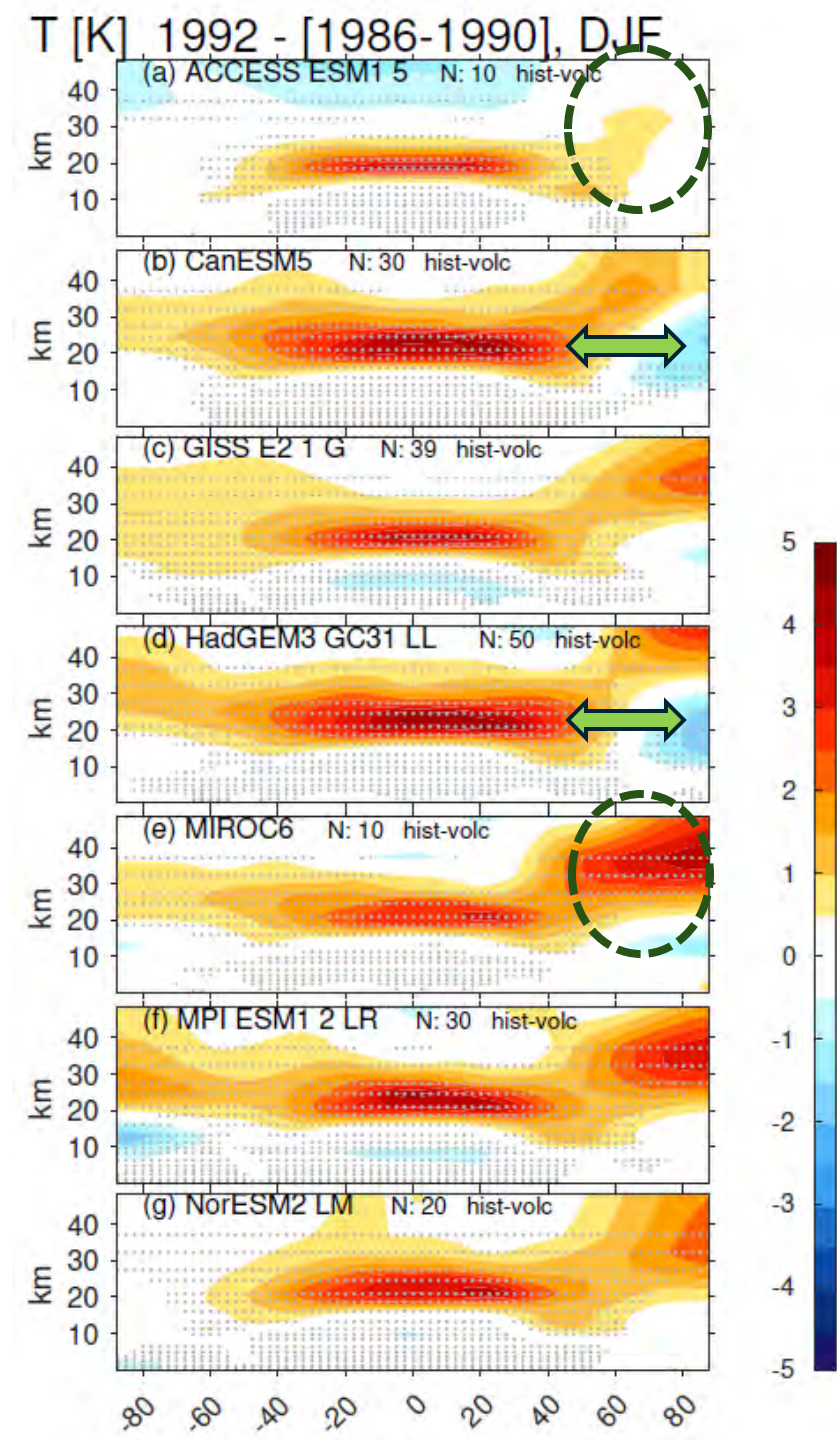 T [K]  1992 - [1986-1990], DJF
(a) ACCESS ESM1 5 N: 10 hist-volc
40
30
20
10
km
(b) CanESM5 N: 30 hist-volc
40
30
20
10
km
(c) GISS E2 1 G N: 39 hist-volc
40
30
20
10
km
(d) HadGEM3 GC31 LL N: 50 hist-volc
40
30
20
10
km
(e) MIROC6 N: 10 hist-volc
40
30
20
10
km
(f) MPI ESM1 2 LR N: 30 hist-volc
40
30
20
10
km
(g) NorESM2 LM N: 20 hist-volc
40
30
20
10
km
-80 -60 -40 -20 0 20 40 60 80
5
4
3
2
1
0
-1
-2
-3
-4
-5